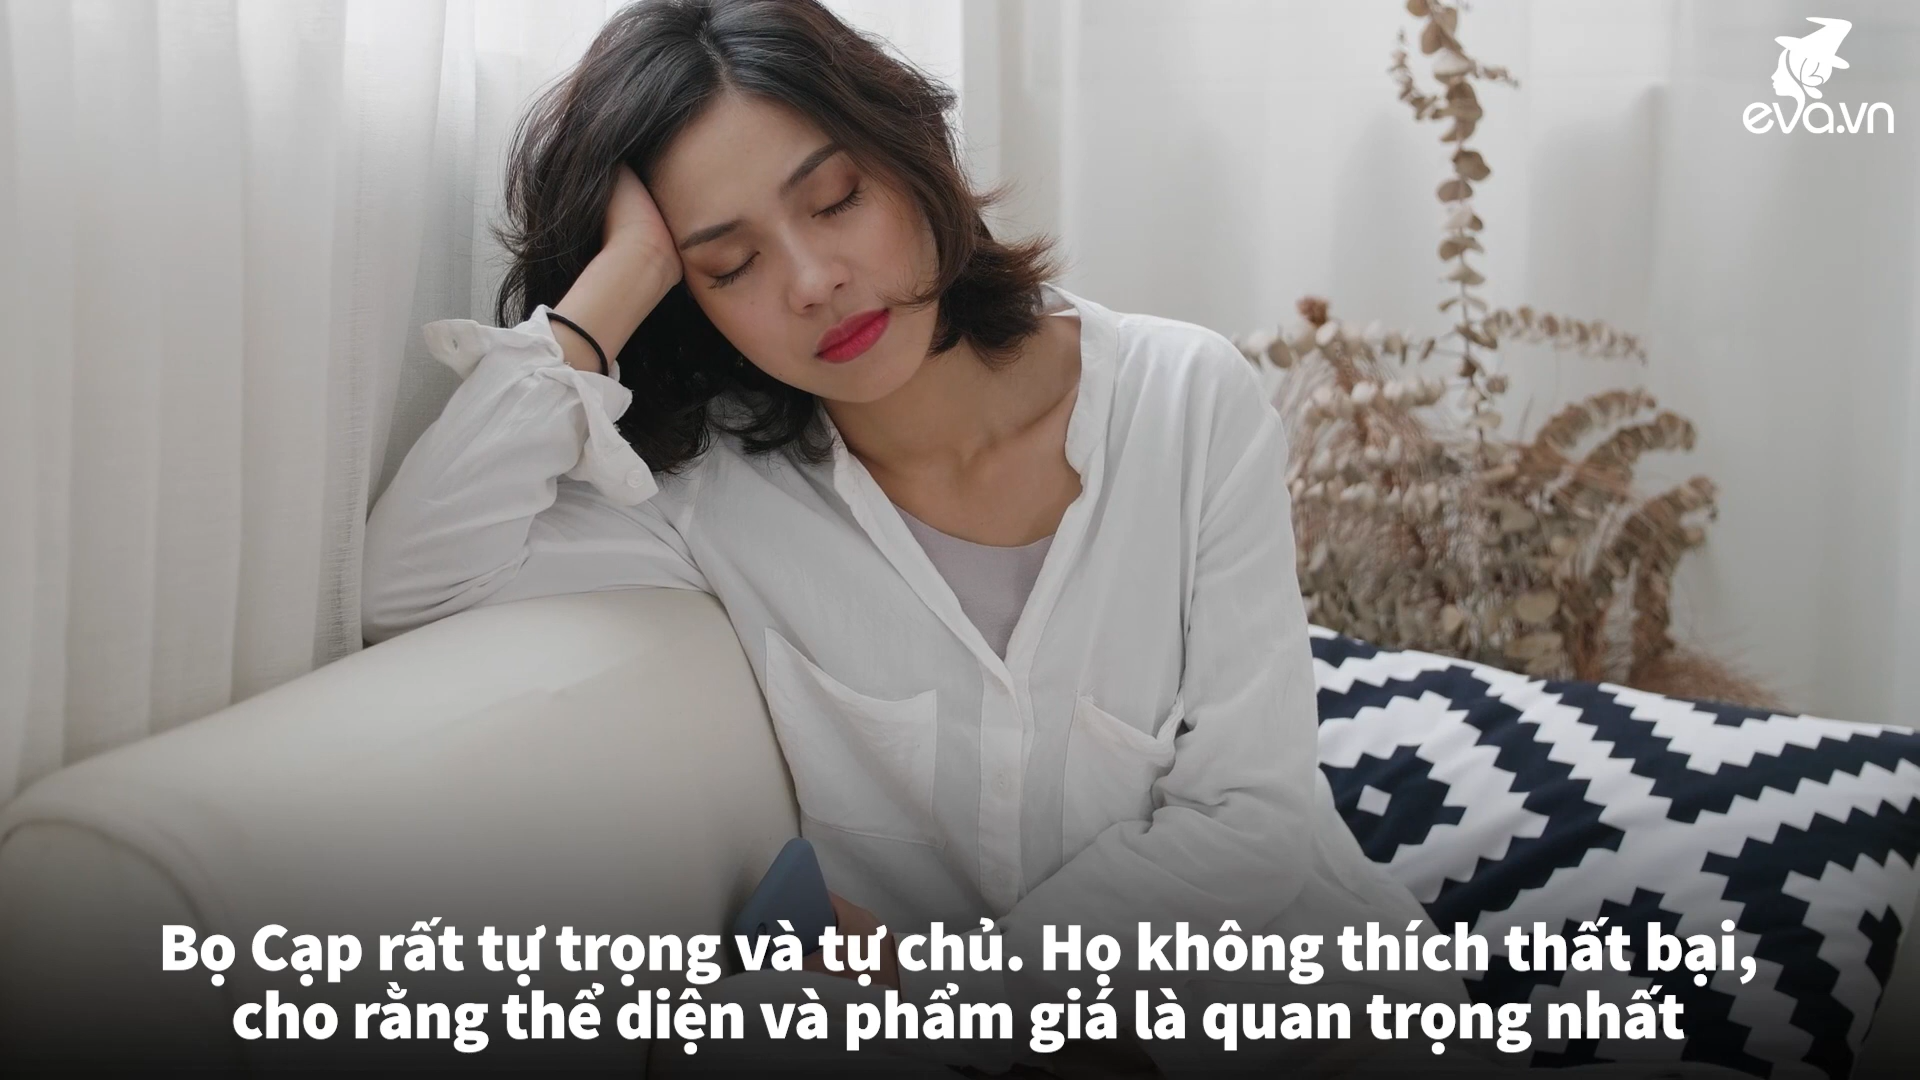 eva.vn
Bọ Cạp rất tự trọng và tự chủ. Họ không thích thất bại,
cho rằng thể diện và phẩm giá là quan trọng nhất